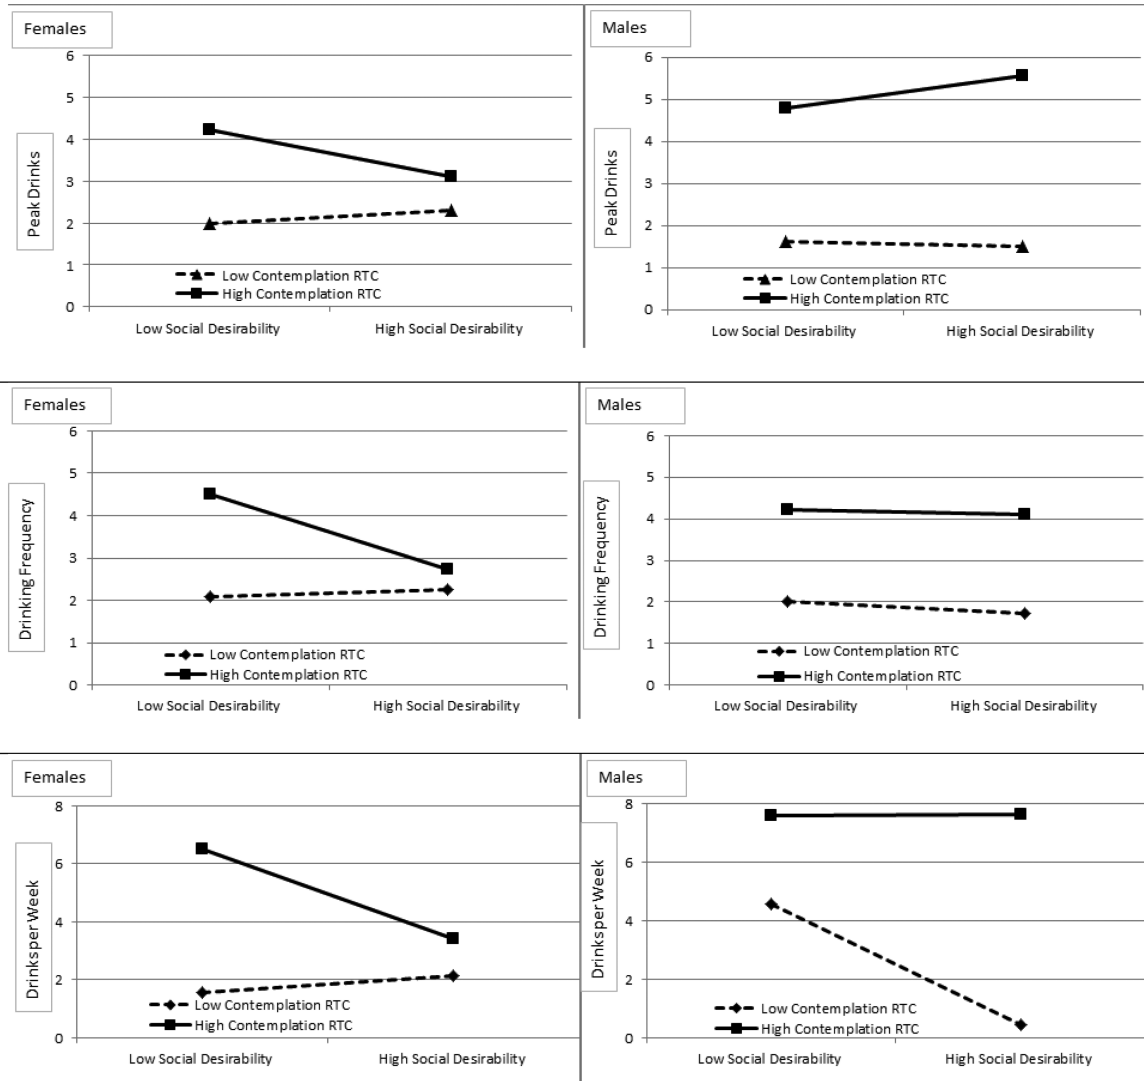 Females
6
5
4
3
2
1
0
Peak Drinks
Low Contemplation RTC
High Contemplation RTC
Low Social Desirability
High Social Desirability
Males
6
5
4
3
2
1
0
Peak Drinks
Low Contemplation RTC
High Contemplation RTC
Low Social Desirability
High Social Desirability
Females
6
5
4
3
2
1
0
Drinking Frequency
Low Contemplation RTC
High Contemplation RTC
Low Social Desirability
High Social Desirability
Males
6
5
4
3
2
1
0
Drinking Frequency
Low Contemplation RTC
High Contemplation RTC
Low Social Desirability
High Social Desirability
Females
8
6
4
2
0
Drinksper Week
Low Contemplation RTC
High Contemplation RTC
Low Social Desirability
High Social Desirability
Males
8
6
4
2
0
Drinksper Week
Low Contemplation RTC
High Contemplation RTC
Low Social Desirability
High Social Desirability